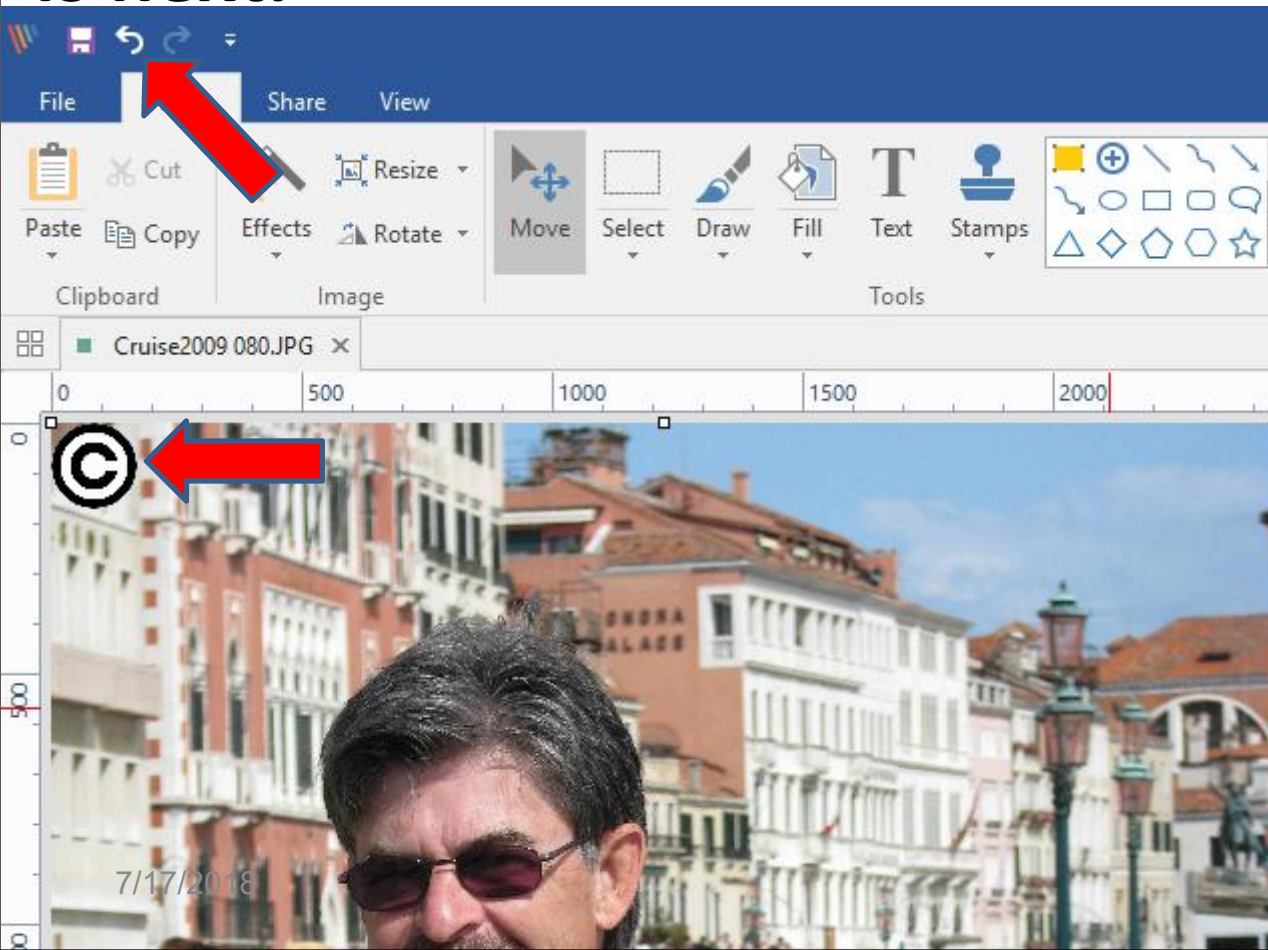 File Share View
Cut
Resize
Paste Copy Effects Rotate Move Select Draw Fill Text Stamps
Clipboard Image Tools
Cruise2009 080.JPG
0 500 1000 1500 2000
0
©
500
7/17/2018